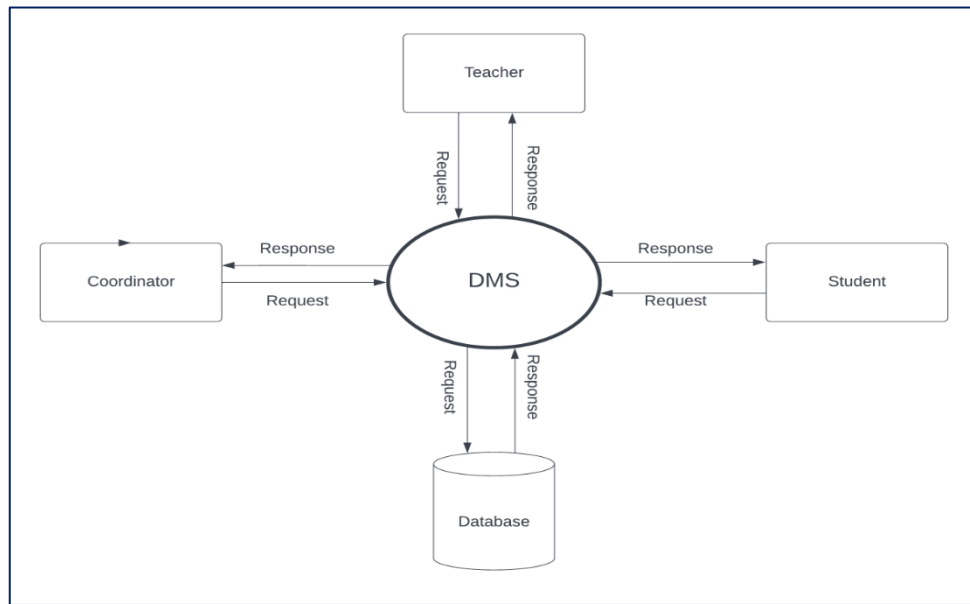 Teacher
Request
Response
Response
Response
Coordinator
Request
DMS
Request
Student
Request
Response
Database